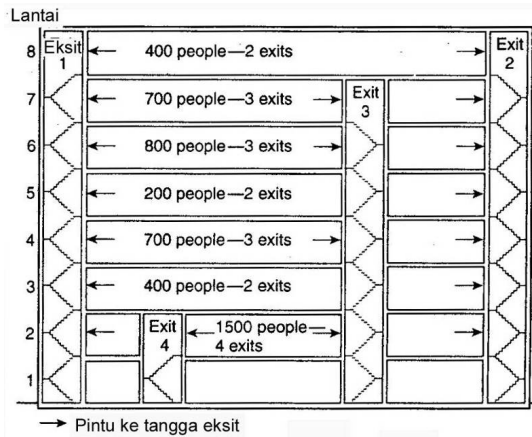 Lantai
8
Eksit
1
400 people—2 exits
Exit
2
7
700 people—3 exits
Exit
3
6
800 people—3 exits
5
200 people—2 exits
4
700 people—3 exits
3
400 people—2 exits
2
Exit
4
1500 people—
4 exits
1
Pintu ke tangga eksit